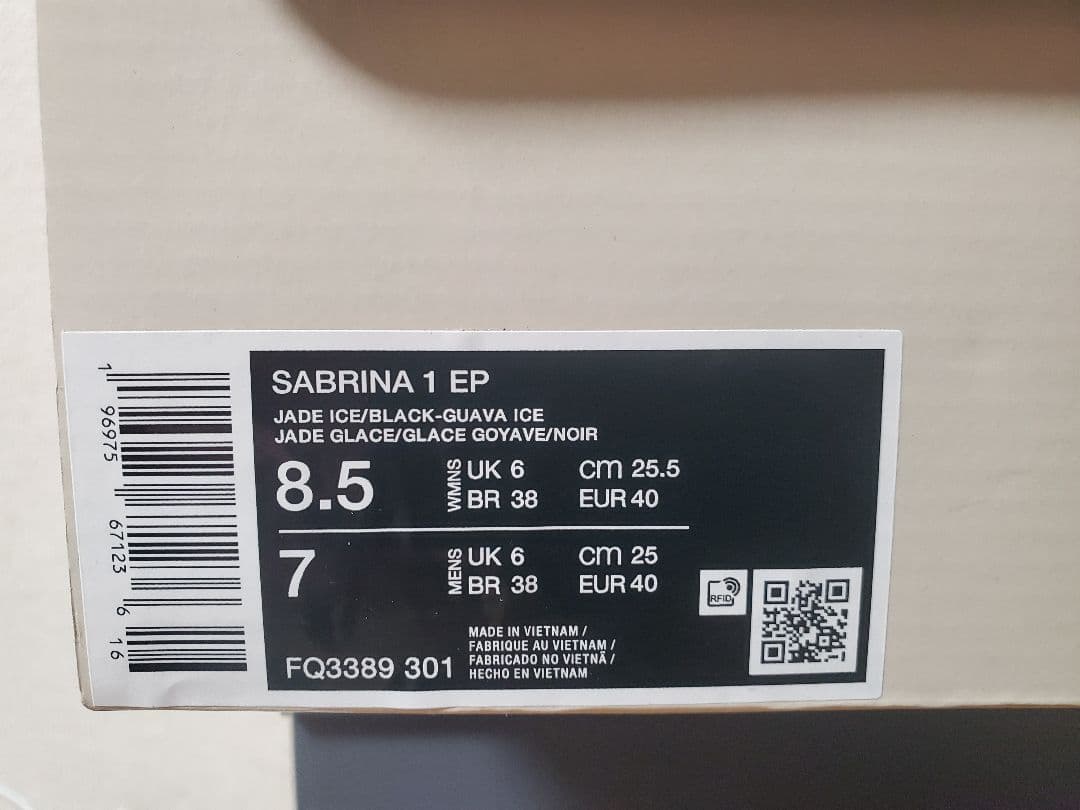 1 96975 67123 6 16
SABRINA 1 EP
JADE ICE/BLACK-GUAVA ICE
JADE GLACE/GLACE GOYAVE/NOIR
8.5 WMNS UK 6 cm 25.5
BR 38 EUR 40
7 MENS UK 6 cm 25
BR 38 EUR 40
RFID
MADE IN VIETNAM /
FABRIQUE AU VIETNAM /
FABRICADO NO VIETNÃ /
HECHO EN VIETNAM
FQ3389 301